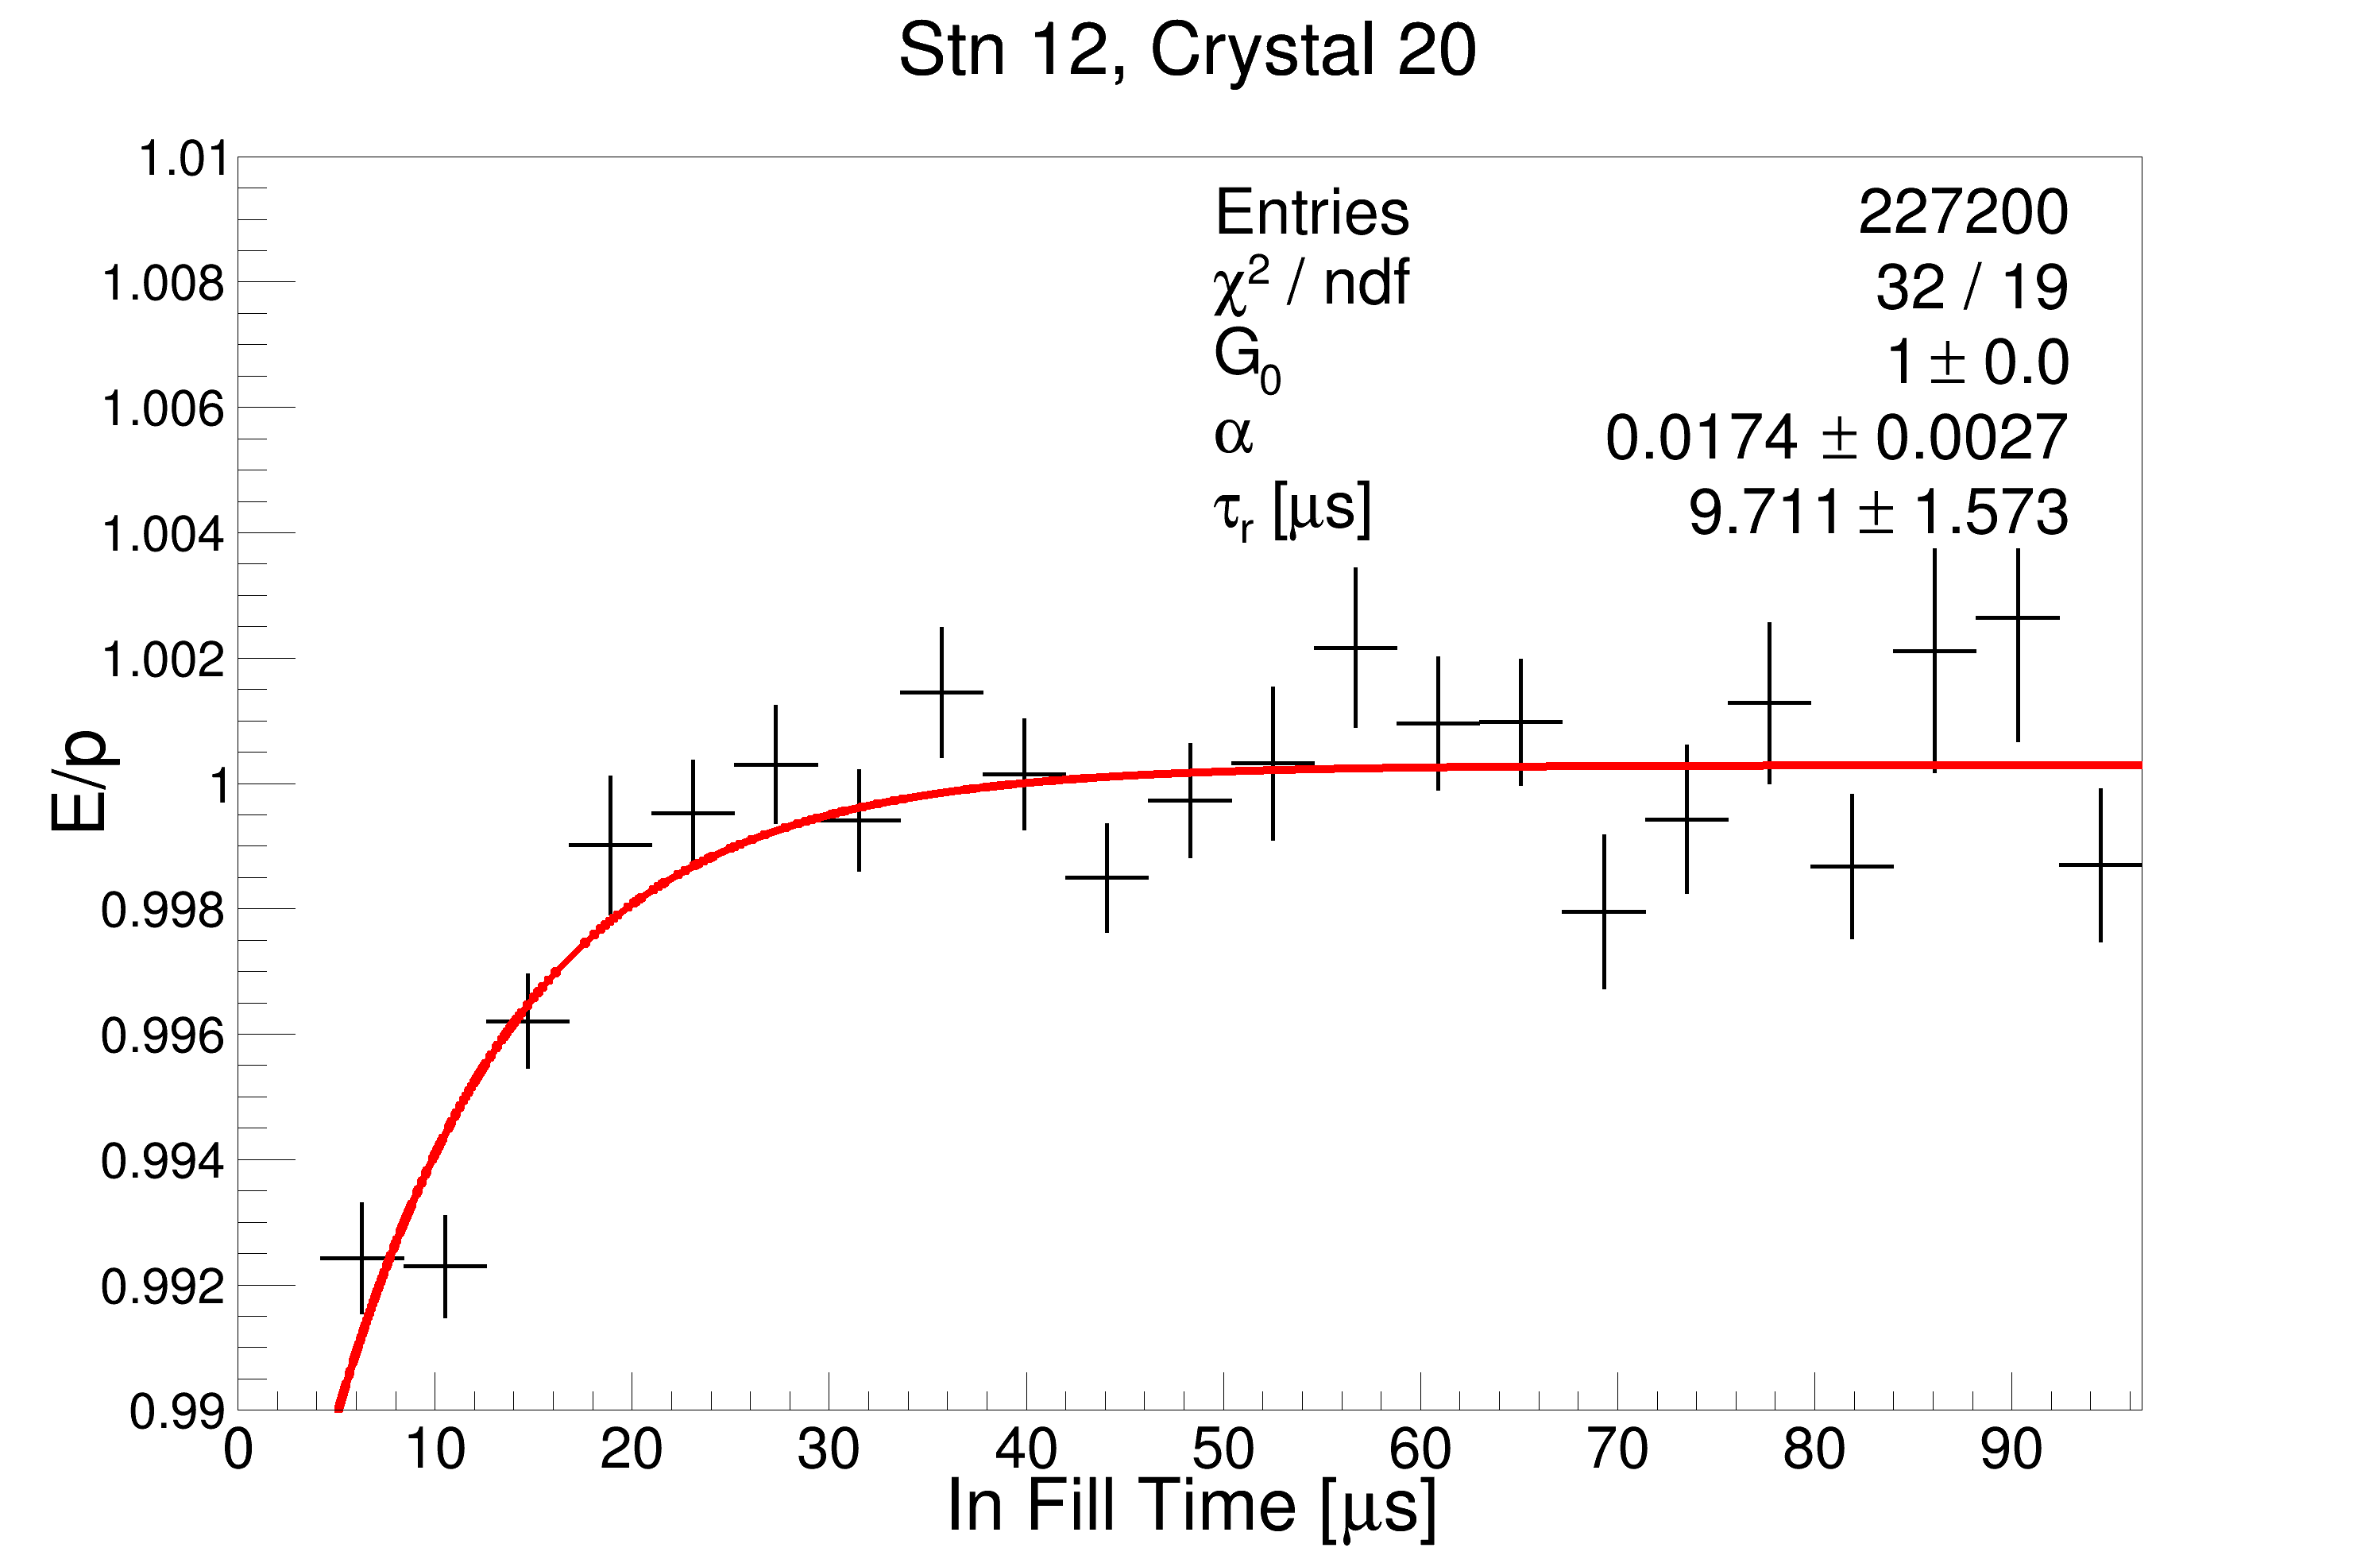 Stn 12, Crystal 20
Entries 227200
χ² / ndf 32 / 19
G₀ 1 ± 0.0
α 0.0174 ± 0.0027
τᵣ [μs] 9.711 ± 1.573
1.01
1.008
1.006
1.004
1.002
1
0.998
0.996
0.994
0.992
0.99
E/p
0 10 20 30 40 50 60 70 80 90
In Fill Time [μs]